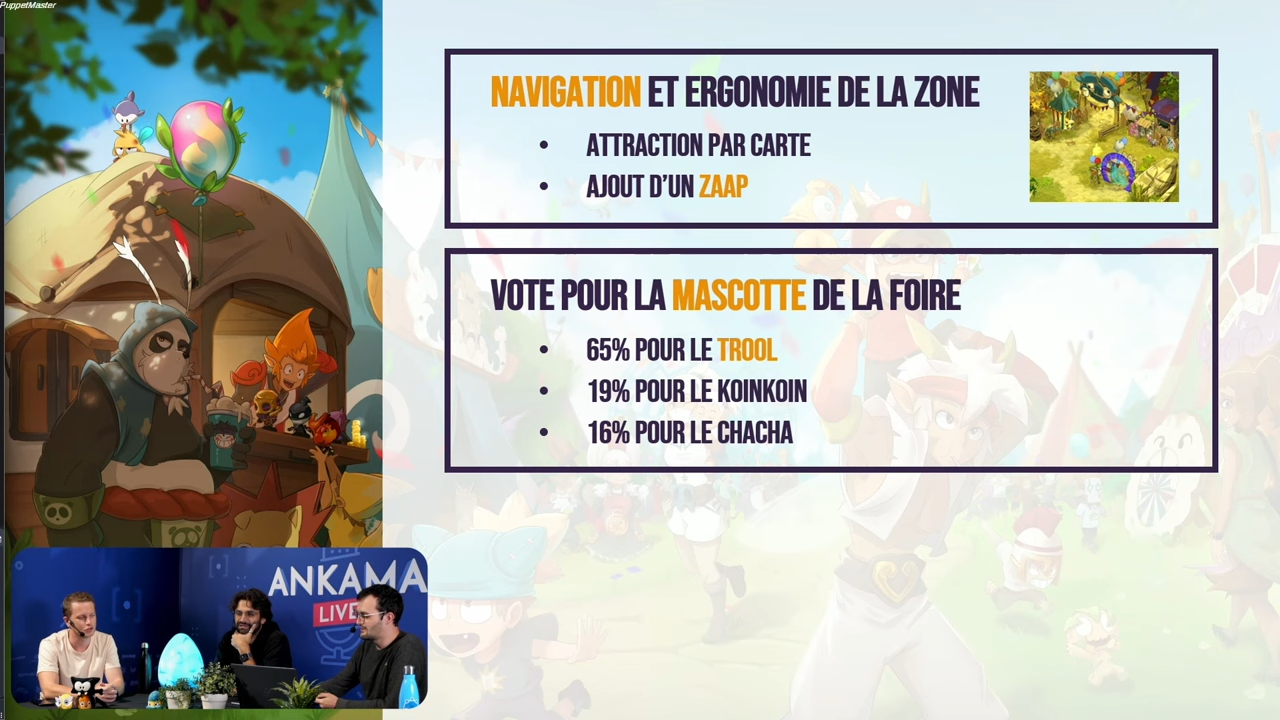 PuppetMaster
NAVIGATION ET ERGONOMIE DE LA ZONE
• ATTRACTION PAR CARTE
• AJOUT D’UN ZAAP
VOTE POUR LA MASCOTTE DE LA FOIRE
• 65% POUR LE TROOL
• 19% POUR LE KOINKOIN
• 16% POUR LE CHACHA
ANKAMA
LIVE